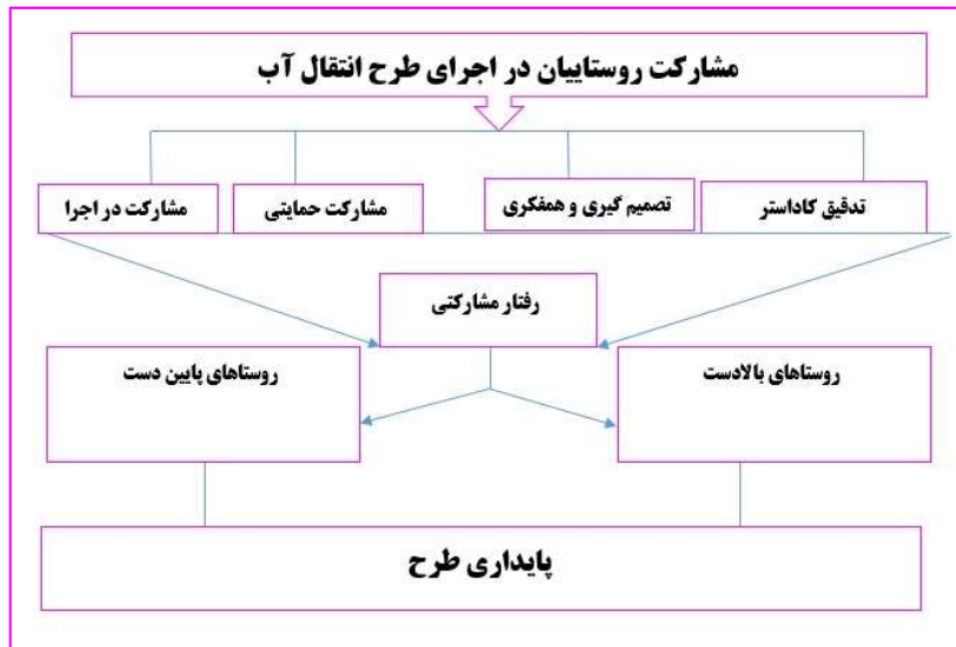 مشارکت روستاییان در اجرای طرح انتقال آب
تدقیق کاداستر
تصمیم گیری و همفکری
مشارکت حمایتی
مشارکت در اجرا
رفتار مشارکتی
روستاهای بالادست
روستاهای پایین دست
پایداری طرح